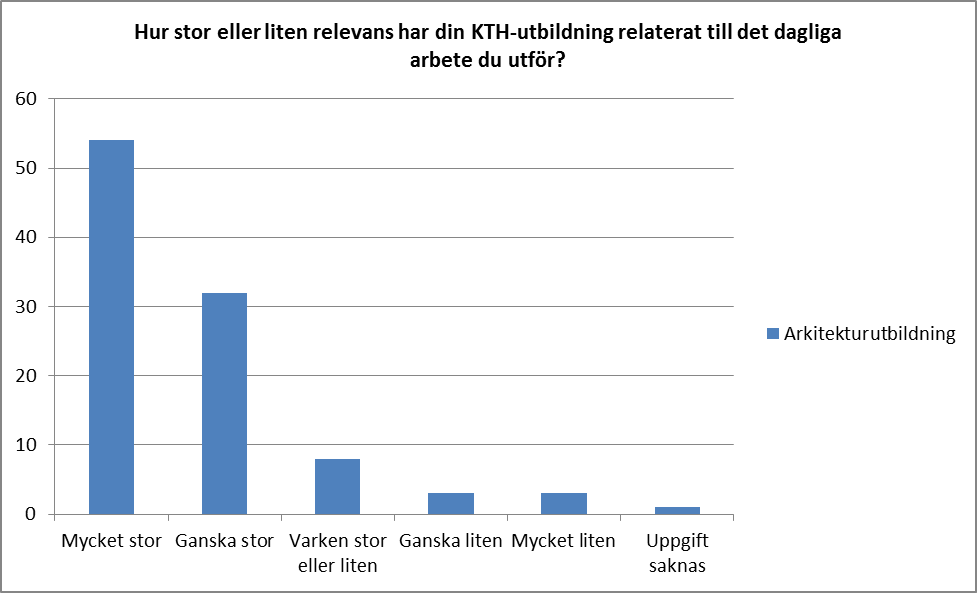 Hur stor eller liten relevans har din KTH-utbildning relaterat till det dagliga
arbete du utför?
60
50
40
30
20
10
0
Mycket stor
Ganska stor
Varken stor
eller liten
Ganska liten
Mycket liten
Uppgift
saknas
Arkitekturutbildning